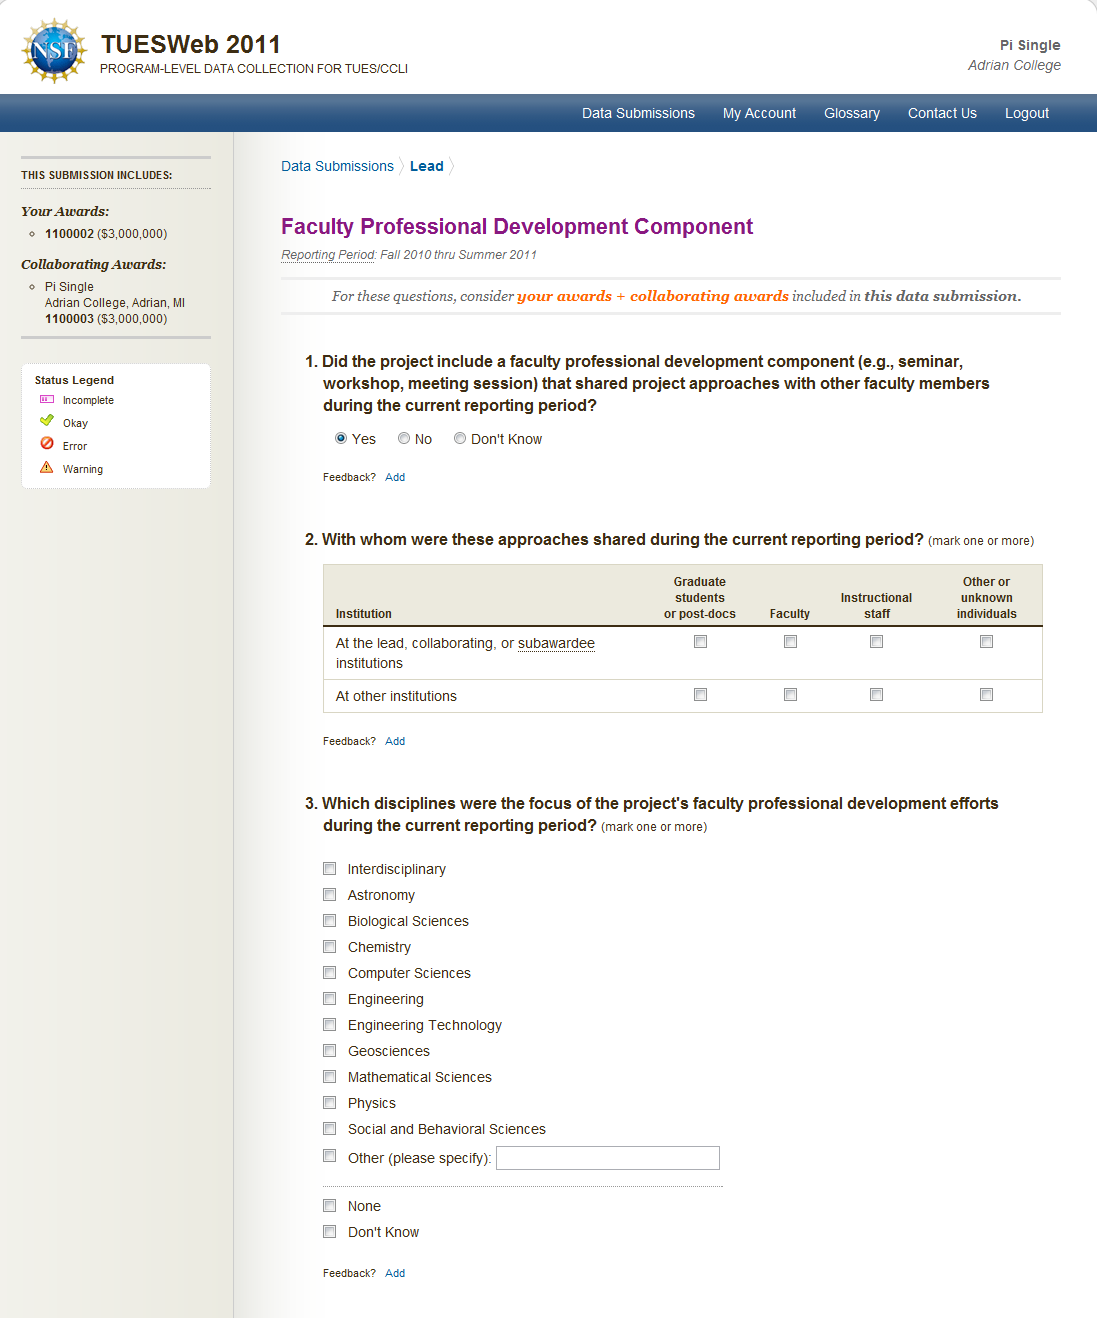 NSF
TUESWeb 2011
PROGRAM-LEVEL DATA COLLECTION FOR TUES/CCLI
Pi Single
Adrian College
Data Submissions My Account Glossary Contact Us Logout
THIS SUBMISSION INCLUDES:
Your Awards:
1100002 ($3,000,000)
Collaborating Awards:
Pi Single
Adrian College, Adrian, MI
1100003 ($3,000,000)
Status Legend
Incomplete
Okay
Error
Warning
Data Submissions Lead
Faculty Professional Development Component
Reporting Period: Fall 2010 thru Summer 2011
For these questions, consider your awards + collaborating awards included in this data submission.
1. Did the project include a faculty professional development component (e.g., seminar,
workshop, meeting session) that shared project approaches with other faculty members
during the current reporting period?
Yes No Don't Know
Feedback? Add
2. With whom were these approaches shared during the current reporting period? (mark one or more)
Institution
Graduate
students
or post-docs
Faculty
Instructional
staff
Other or
unknown
individuals
At the lead, collaborating, or subawardee
institutions
At other institutions
Feedback? Add
3. Which disciplines were the focus of the project's faculty professional development efforts
during the current reporting period? (mark one or more)
Interdisciplinary
Astronomy
Biological Sciences
Chemistry
Computer Sciences
Engineering
Engineering Technology
Geosciences
Mathematical Sciences
Physics
Social and Behavioral Sciences
Other (please specify):
None
Don't Know
Feedback? Add